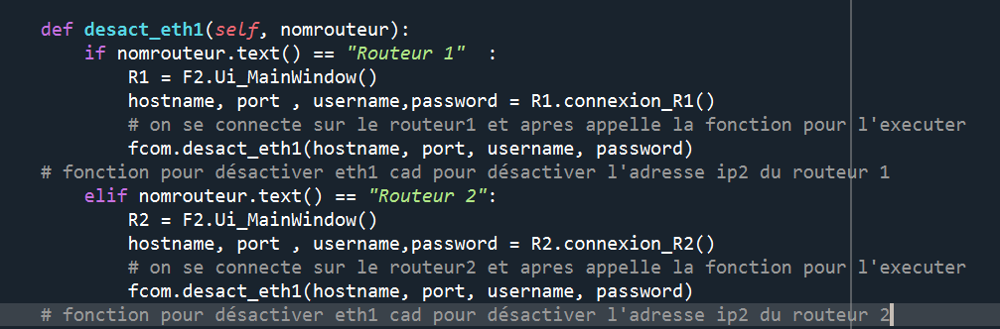 def desact_eth1(self, nomrouteur):
    if nomrouteur.text() == "Routeur 1"  :
        R1 = F2.Ui_MainWindow()
        hostname, port , username,password = R1.connexion_R1()
        # on se connecte sur le routeur1 et apres appelle la fonction pour l'executer
        fcom.desact_eth1(hostname, port, username, password)
# fonction pour désactiver eth1 cad pour désactiver l'adresse ip2 du routeur 1
    elif nomrouteur.text() == "Routeur 2":
        R2 = F2.Ui_MainWindow()
        hostname, port , username,password = R2.connexion_R2()
        # on se connecte sur le routeur2 et apres appelle la fonction pour l'executer
        fcom.desact_eth1(hostname, port, username, password)
# fonction pour désactiver eth1 cad pour désactiver l'adresse ip2 du routeur 2